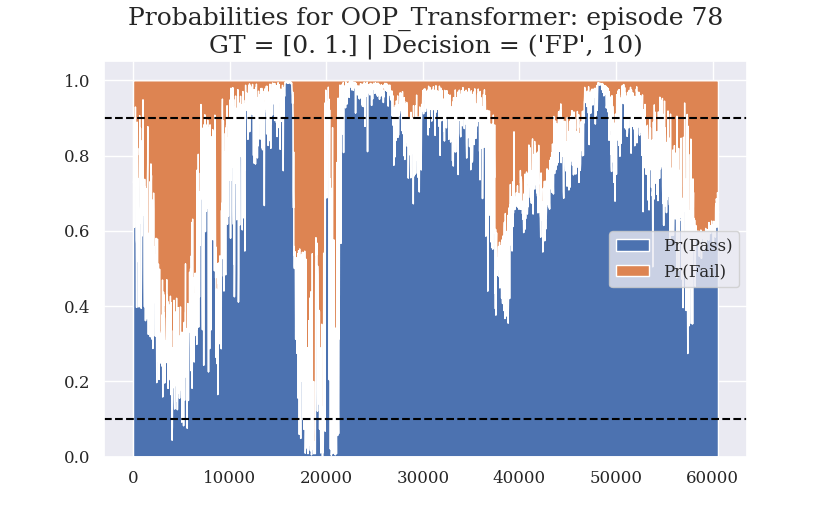 Probabilities for OOP_Transformer: episode 78
GT = [0. 1.] | Decision = ('FP', 10)
1.0
0.8
0.6
0.4
0.2
0.0
Pr(Pass)
Pr(Fail)
0 10000 20000 30000 40000 50000 60000